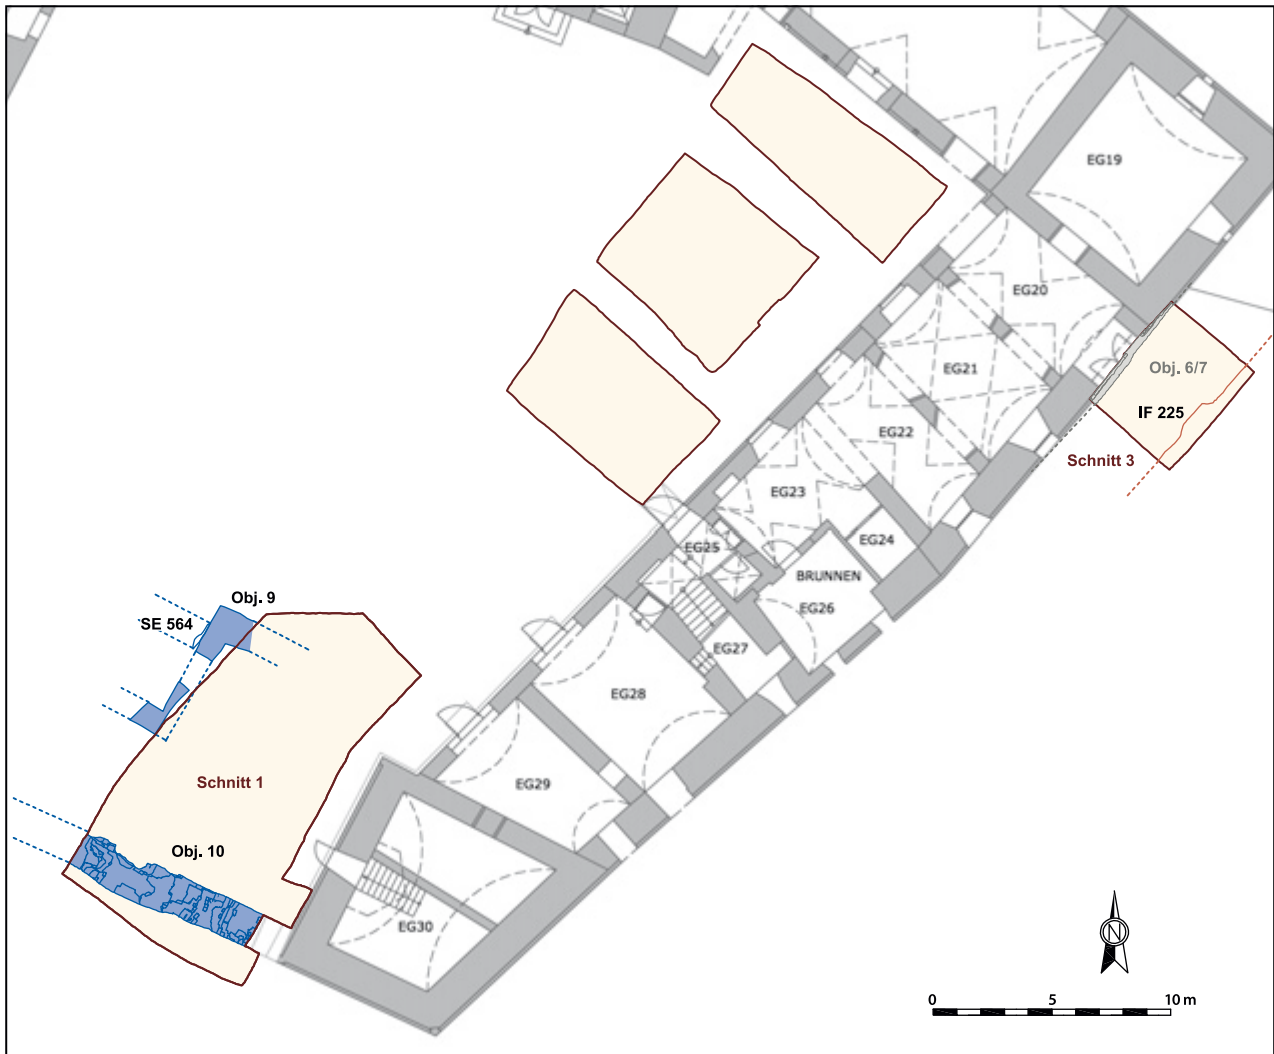 EG19
EG20
Obj. 6/7
EG21
IF 225
EG22
Schnitt 3
EG23
EG25
EG24
BRUNNEN
Obj. 9
EG26
SE 564
EG27
EG28
Schnitt 1
EG29
Obj. 10
EG30
N
0 5 10 m